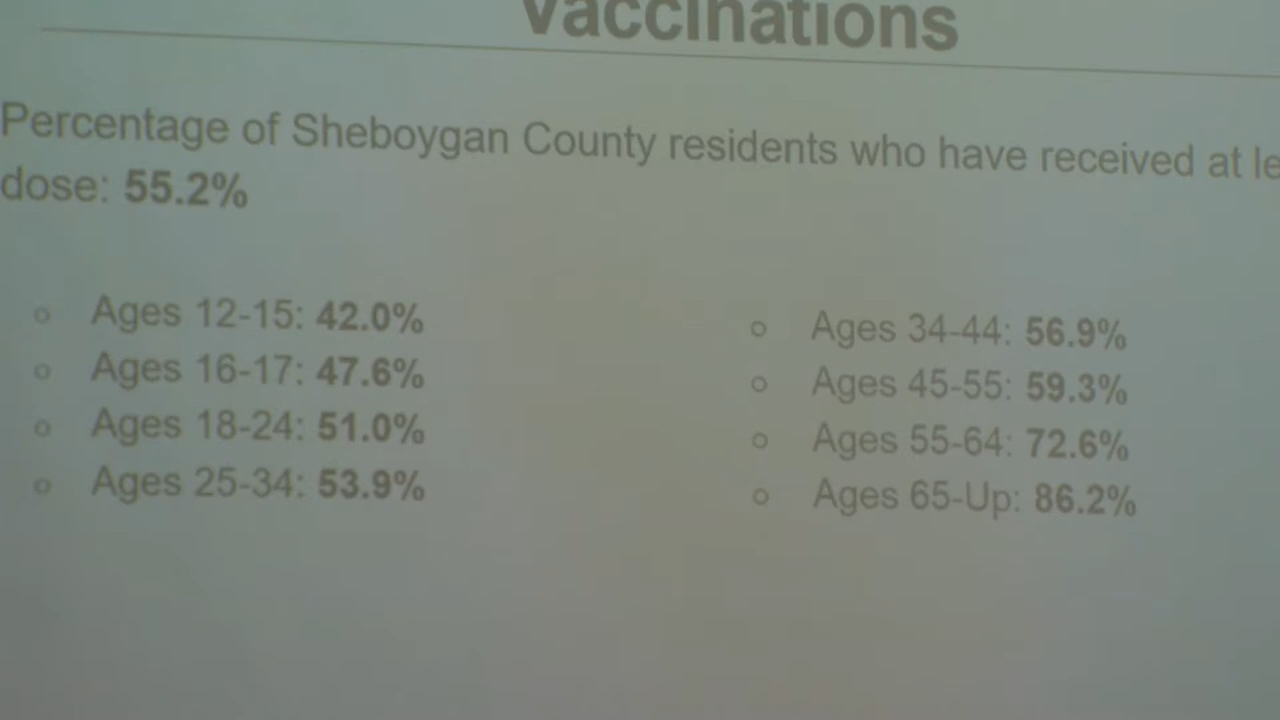 Vaccinations
Percentage of Sheboygan County residents who have received at le
dose: 55.2%
o Ages 12-15: 42.0%
o Ages 16-17: 47.6%
o Ages 18-24: 51.0%
o Ages 25-34: 53.9%
o Ages 34-44: 56.9%
o Ages 45-55: 59.3%
o Ages 55-64: 72.6%
o Ages 65-Up: 86.2%